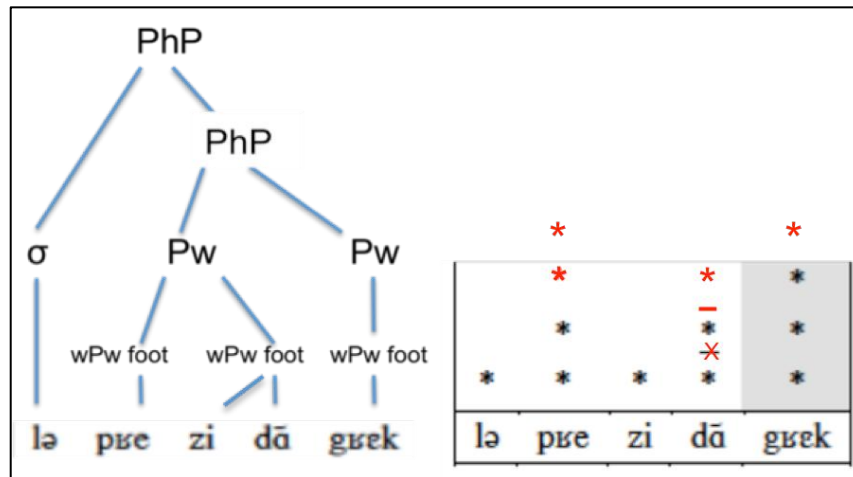 PhP
PhP
σ Pw Pw
wPw foot wPw foot wPw foot
lə pʁe zi dɑ̃ gʁɛk
* *
* * *
* * *
* * * * *
lə pʁe zi dɑ̃ gʁɛk